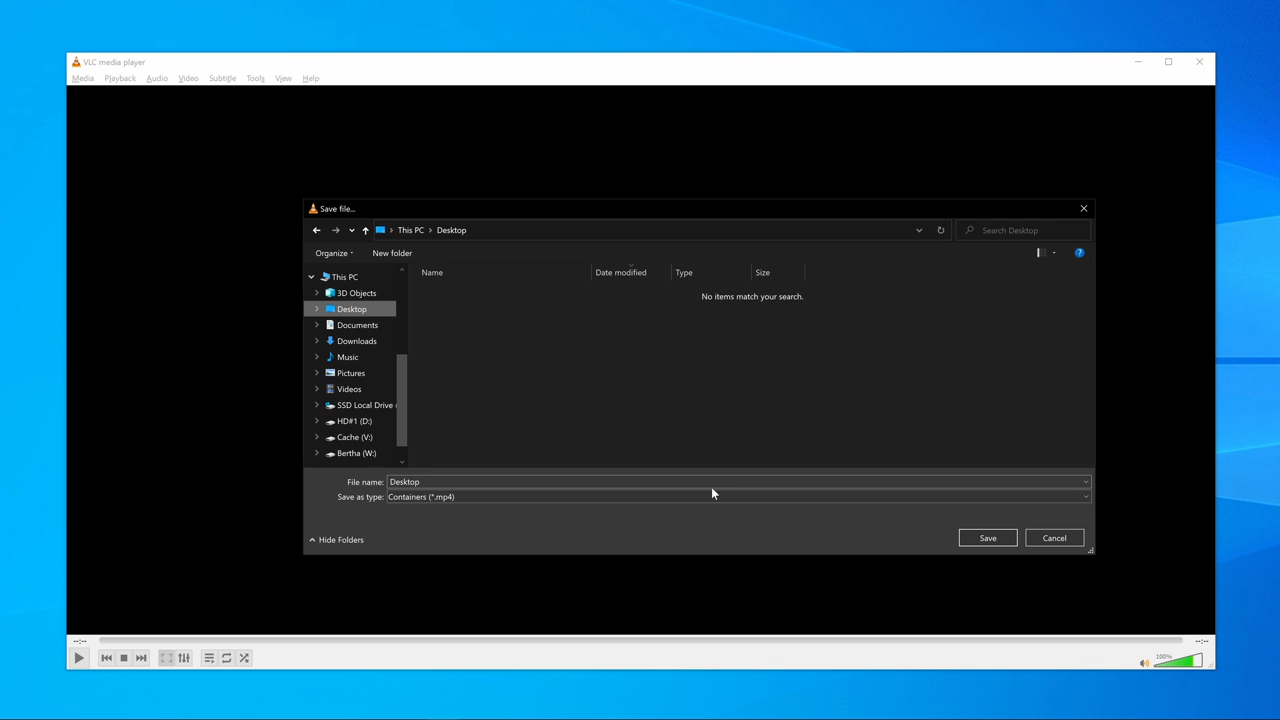 VLC media player
Media Playback Audio Video Subtitle Tools View Help
Save file...
This PC Desktop
Search Desktop
Organize New folder
Name Date modified Type Size
No items match your search.
This PC
3D Objects
Desktop
Documents
Downloads
Music
Pictures
Videos
SSD Local Drive
HD#1 (D:)
Cache (V:)
Bertha (W:)
File name: Desktop
Save as type: Containers (*.mp4)
Hide Folders
Save Cancel
--:-- --:--
100%